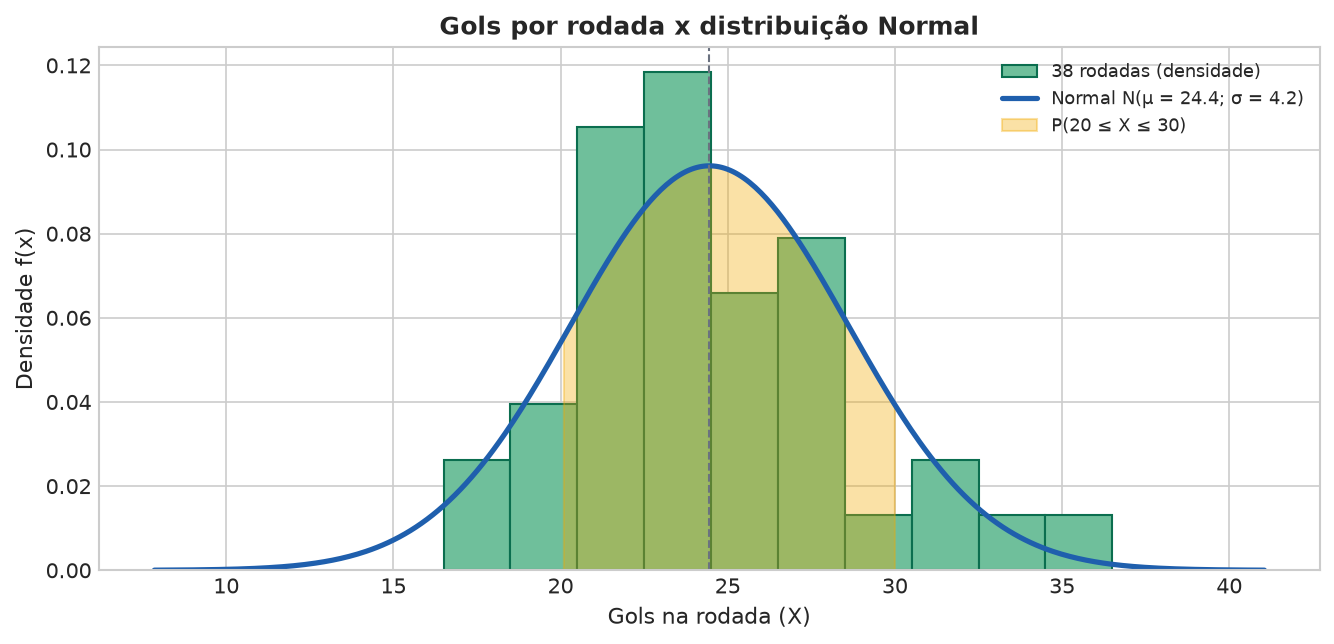 Gols por rodada x distribuição Normal
38 rodadas (densidade)
Normal N(μ = 24.4; σ = 4.2)
P(20 ≤ X ≤ 30)
Densidade f(x)
0.12
0.10
0.08
0.06
0.04
0.02
0.00
10 15 20 25 30 35 40
Gols na rodada (X)